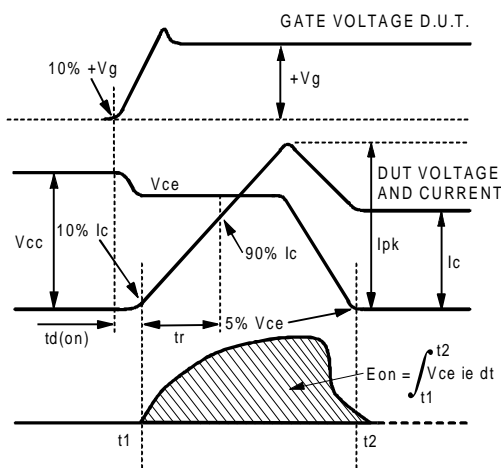 GATE VOLTAGE D.U.T.
10% +Vg
+Vg
DUT VOLTAGE
AND CURRENT
Vce
Vcc
10% Ic
90% Ic
Ipk
Ic
td(on)
tr
5% Vce
Eon = ∫ Vce ie dt
t2
t1
t1
t2